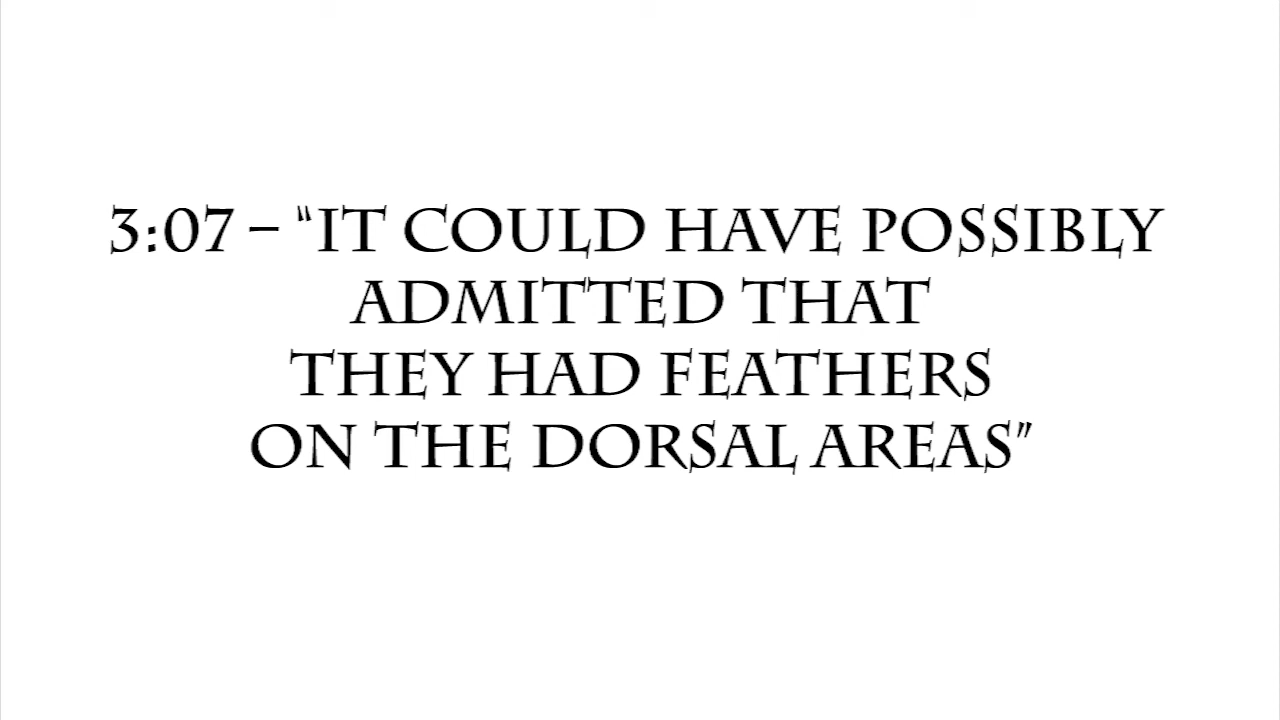 3:07 – "IT COULD HAVE POSSIBLY
ADMITTED THAT
THEY HAD FEATHERS
ON THE DORSAL AREAS"